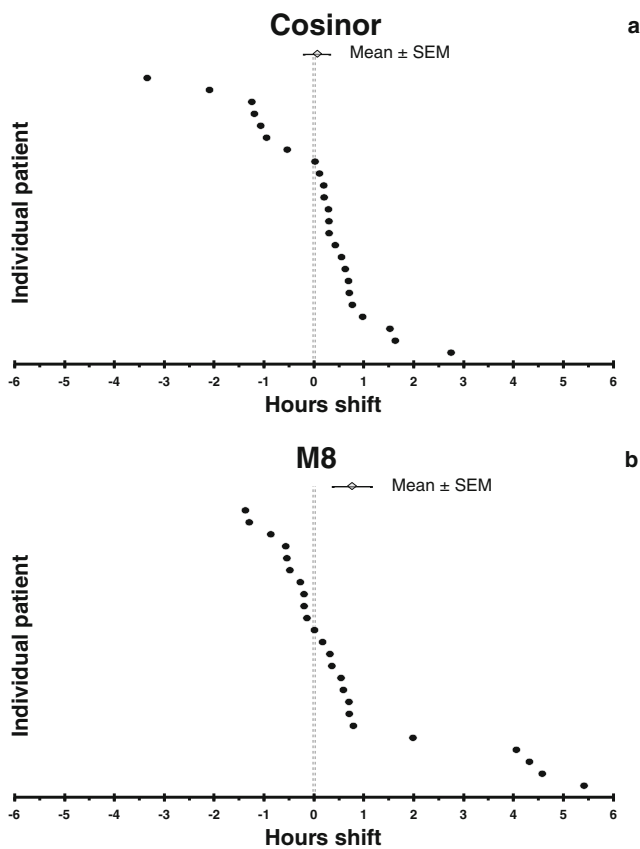 Cosinor
a
Mean ± SEM
Individual patient
-6 -5 -4 -3 -2 -1 0 1 2 3 4 5 6
Hours shift
M8
b
Mean ± SEM
Individual patient
-6 -5 -4 -3 -2 -1 0 1 2 3 4 5 6
Hours shift